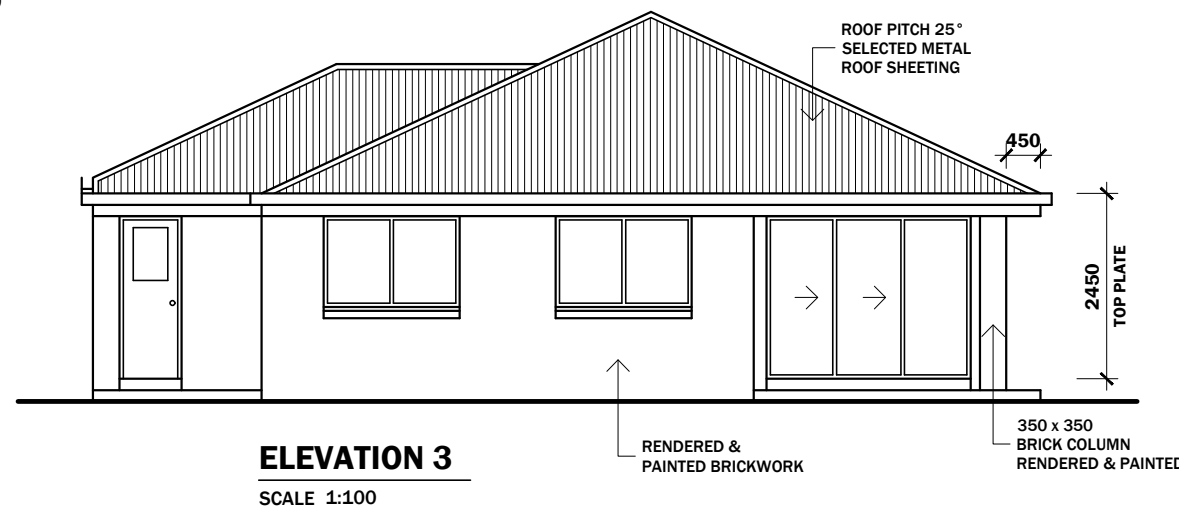 ROOF PITCH 25°
SELECTED METAL
ROOF SHEETING
450
2450
TOP PLATE
350 x 350
BRICK COLUMN
RENDERED & PAINTED
RENDERED &
PAINTED BRICKWORK
ELEVATION 3
SCALE 1:100